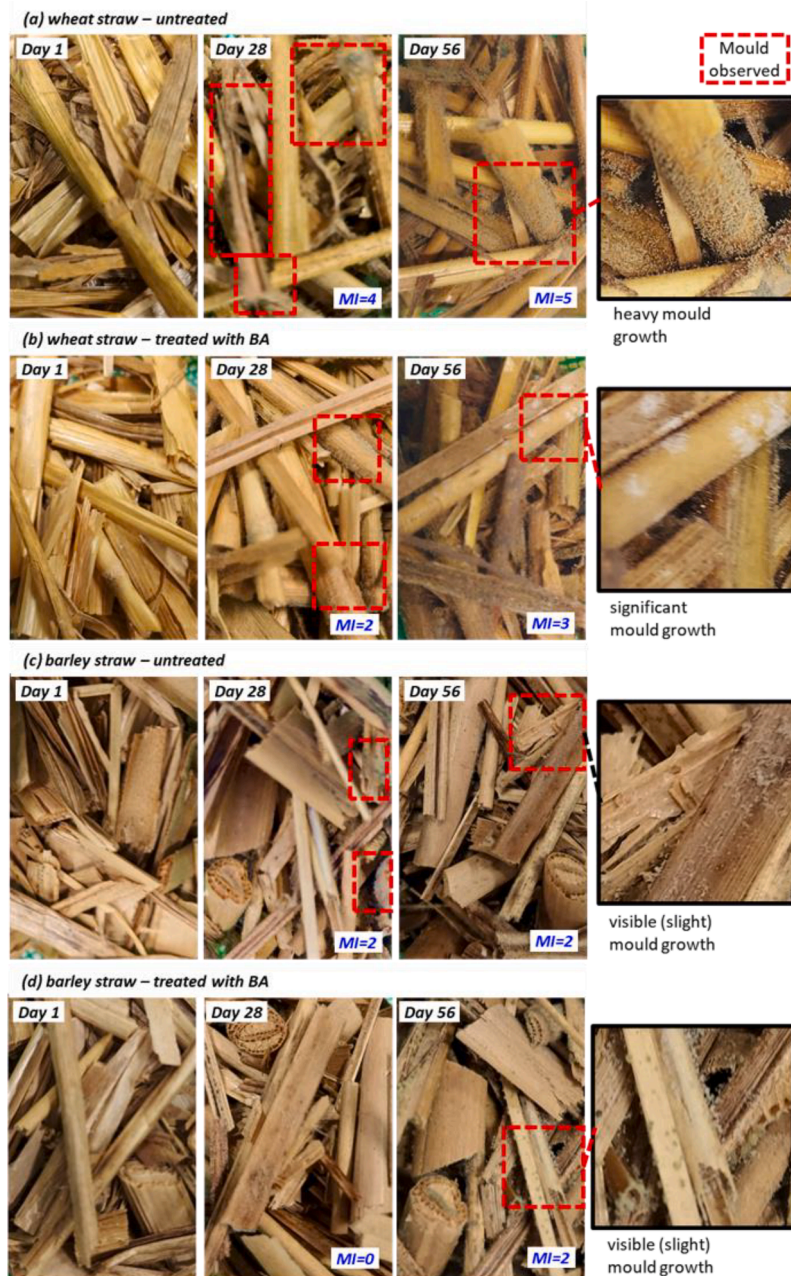 (a) wheat straw – untreated
Day 1
Day 28
Day 56
Mould
observed
MI=4
MI=5
heavy mould
growth
(b) wheat straw – treated with BA
Day 1
Day 28
Day 56
MI=2
MI=3
significant
mould growth
(c) barley straw – untreated
Day 1
Day 28
Day 56
MI=2
MI=2
visible (slight)
mould growth
(d) barley straw – treated with BA
Day 1
Day 28
Day 56
MI=0
MI=2
visible (slight)
mould growth